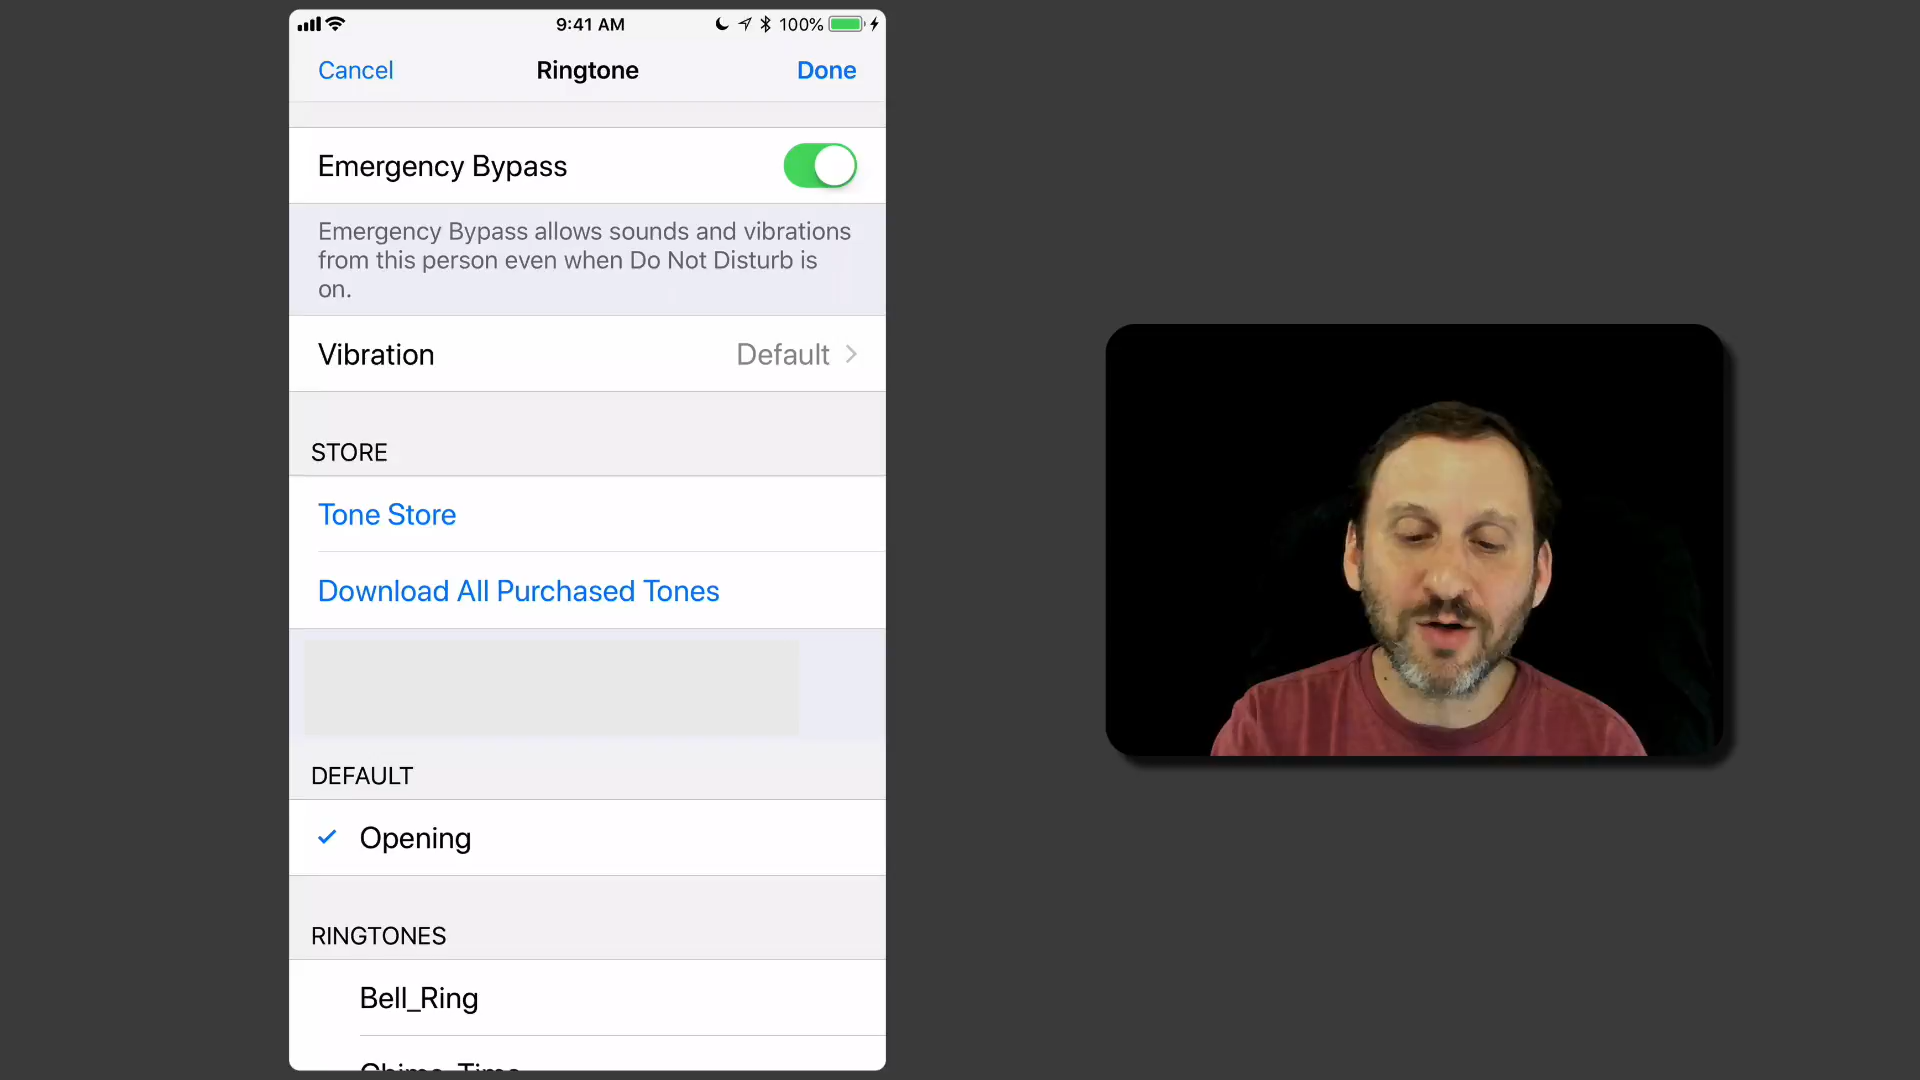 9:41 AM
100%
Cancel
Ringtone
Done
Emergency Bypass
Emergency Bypass allows sounds and vibrations
from this person even when Do Not Disturb is
on.
Vibration
Default
STORE
Tone Store
Download All Purchased Tones
DEFAULT
Opening
RINGTONES
Bell_Ring